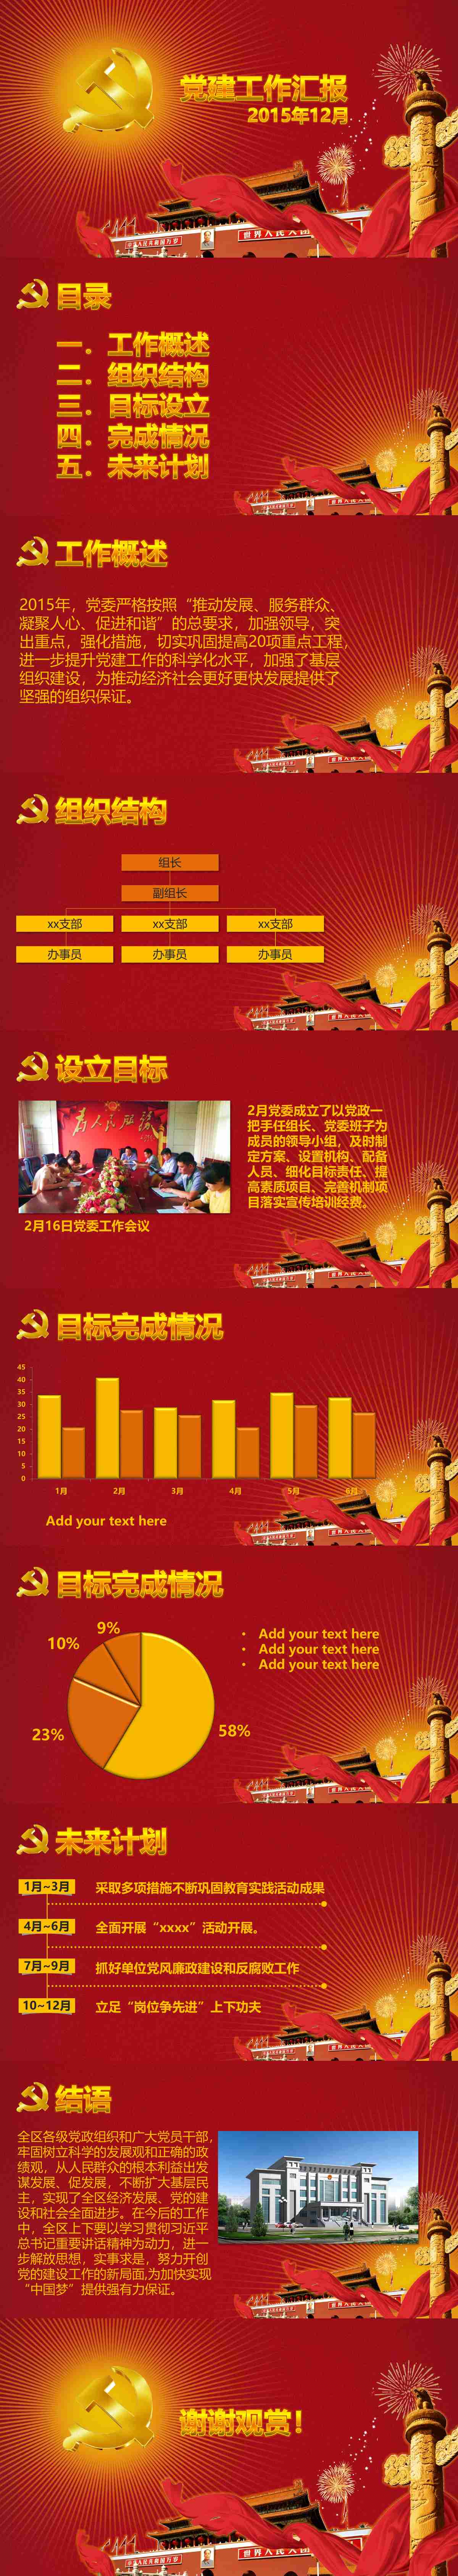 党建工作汇报
2015年12月
中华人民共和国万岁
世界人民大团
目录
一．工作概述
二．组织结构
三．目标设立
四．完成情况
五．未来计划
工作概述
2015年，党委严格按照“推动发展、服务群众、
凝聚人心、促进和谐”的总要求，加强领导，突
出重点，强化措施，切实巩固提高20项重点工程，
进一步提升党建工作的科学化水平，加强了基层
组织建设，为推动经济社会更好更快发展提供了
坚强的组织保证。
组织结构
组长
副组长
xx支部 xx支部 xx支部
办事员 办事员 办事员
设立目标
为人民服务
2月党委成立了以党政一
把手任组长、党委班子为
成员的领导小组，及时制
定方案、设置机构、配备
人员、细化目标责任、提
高素质项目、完善机制项
目落实宣传培训经费。
2月16日党委工作会议
目标完成情况
45
40
35
30
25
20
15
10
5
0
1月 2月 3月 4月 5月 6月
Add your text here
目标完成情况
9%
10%
23%
58%
• Add your text here
• Add your text here
• Add your text here
未来计划
1月~3月 采取多项措施不断巩固教育实践活动成果
4月~6月 全面开展“xxxx”活动开展。
7月~9月 抓好单位党风廉政建设和反腐败工作
10~12月 立足“岗位争先进”上下功夫
结语
全区各级党政组织和广大党员干部，
牢固树立科学的发展观和正确的政
绩观，从人民群众的根本利益出发
谋发展、促发展，不断扩大基层民
主，实现了全区经济发展、党的建
设和社会全面进步。在今后的工作
中，全区上下要以学习贯彻习近平
总书记重要讲话精神为动力，进一
步解放思想，实事求是，努力开创
党的建设工作的新局面,为加快实现
“中国梦”提供强有力保证。
谢谢观赏！